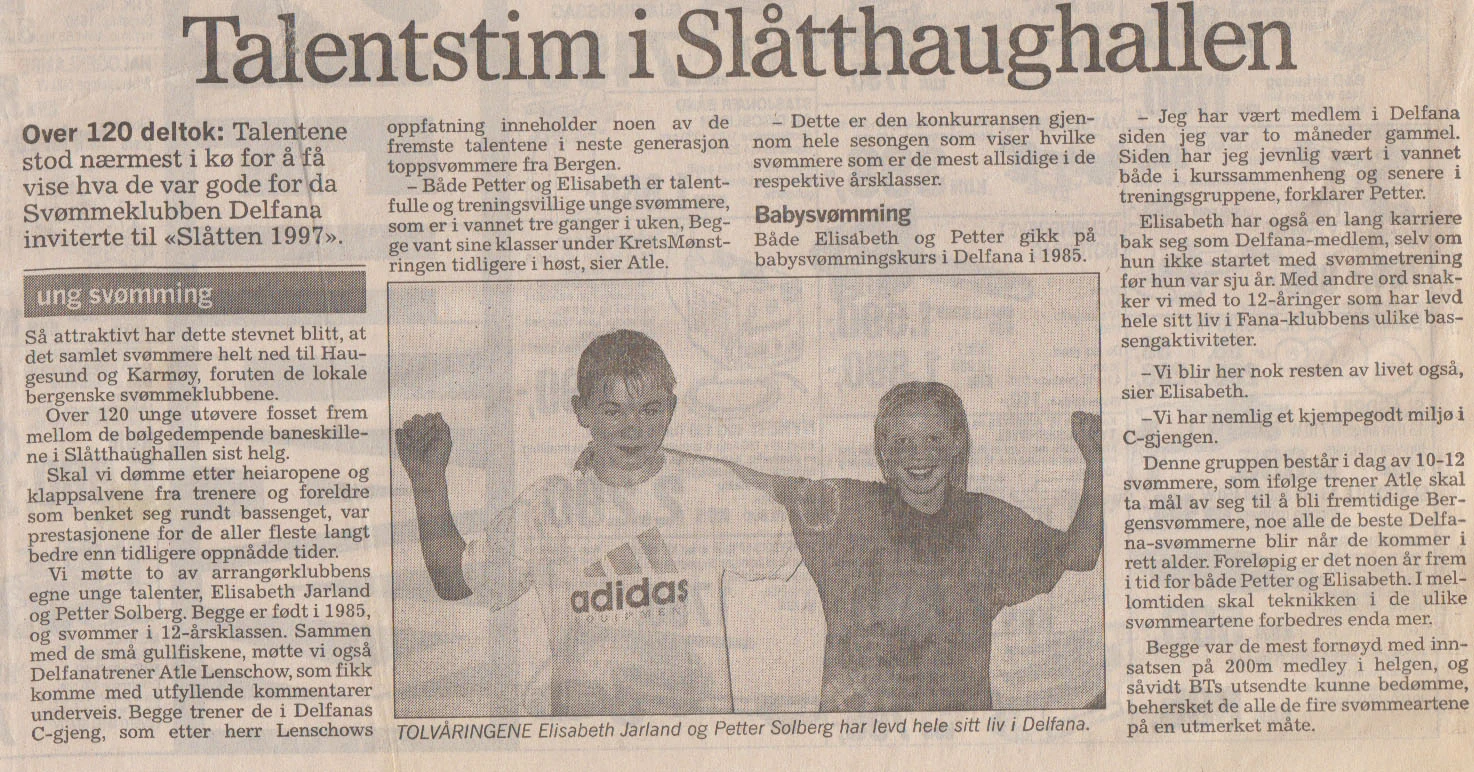 Talentstim i Slåtthaughallen
Over 120 deltok: Talentene
stod nærmest i kø for å få
vise hva de var gode for da
Svømmeklubben Delfana
inviterte til «Slåtten 1997».
ung svømming
Så attraktivt har dette stevnet blitt, at
det samlet svømmere helt ned til Hau-
gesund og Karmøy, foruten de lokale
bergenske svømmeklubbene.
Over 120 unge utøvere fosset frem
mellom de bølgedempende baneskille-
ne i Slåtthaughallen sist helg.
Skal vi dømme etter heiaropene og
klappsalvene fra trenere og foreldre
som benket seg rundt bassenget, var
prestasjonene for de aller fleste langt
bedre enn tidligere oppnådde tider.
Vi møtte to av arrangørklubbens
egne unge talenter, Elisabeth Jarland
og Petter Solberg. Begge er født i 1985,
og svømmer i 12-årsklassen. Sammen
med de små gullfiskene, møtte vi også
Delfanatrener Atle Lenschow, som fikk
komme med utfyllende kommentarer
underveis. Begge trener de i Delfanas
C-gjeng, som etter herr Lenschows
oppfatning inneholder noen av de
fremste talentene i neste generasjon
toppsvømmere fra Bergen.
– Både Petter og Elisabeth er talent-
fulle og treningsvillige unge svømmere,
som er i vannet tre ganger i uken, Beg-
ge vant sine klasser under KretsMønst-
ringen tidligere i høst, sier Atle.
– Dette er den konkurransen gjen-
nom hele sesongen som viser hvilke
svømmere som er de mest allsidige i de
respektive årsklasser.
Babysvømming
Både Elisabeth og Petter gikk på
babysvømmingskurs i Delfana i 1985.
adidas
EQUIPMEN
TOLVÅRINGENE Elisabeth Jarland og Petter Solberg har levd hele sitt liv i Delfana.
– Jeg har vært medlem i Delfana
siden jeg var to måneder gammel.
Siden har jeg jevnlig vært i vannet
både i kurssammenheng og senere i
treningsgruppene, forklarer Petter.
Elisabeth har også en lang karriere
bak seg som Delfana-medlem, selv om
hun ikke startet med svømmetrening
før hun var sju år. Med andre ord snak-
ker vi med to 12-åringer som har levd
hele sitt liv i Fana-klubbens ulike bas-
sengaktiviteter.
–Vi blir her nok resten av livet også,
sier Elisabeth.
–Vi har nemlig et kjempegodt miljø i
C-gjengen.
Denne gruppen består i dag av 10-12
svømmere, som ifølge trener Atle skal
ta mål av seg til å bli fremtidige Ber-
gensvømmere, noe alle de beste Delfa-
na-svømmerne blir når de kommer i
rett alder. Foreløpig er det noen år frem
i tid for både Petter og Elisabeth. I mel-
lomtiden skal teknikken i de ulike
svømmeartene forbedres enda mer.
Begge var de mest fornøyd med inn-
satsen på 200m medley i helgen, og
såvidt BTs utsendte kunne bedømme,
behersket de alle de fire svømmeartene
på en utmerket måte.